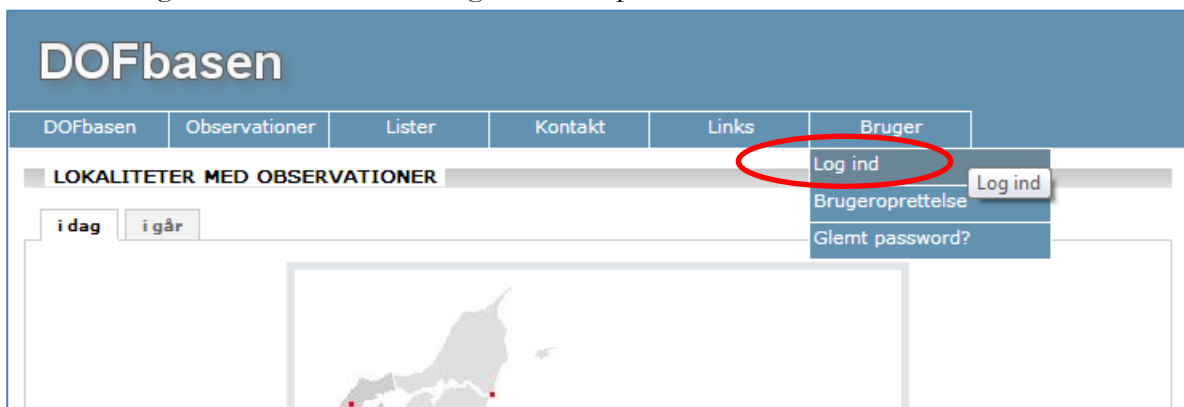 DOFbasen
DOFbasen Observationer Lister Kontakt Links Bruger
Log ind
Log ind
Brugeroprettelse
Glemt password?
LOKALITETER MED OBSERVATIONER
i dag i går